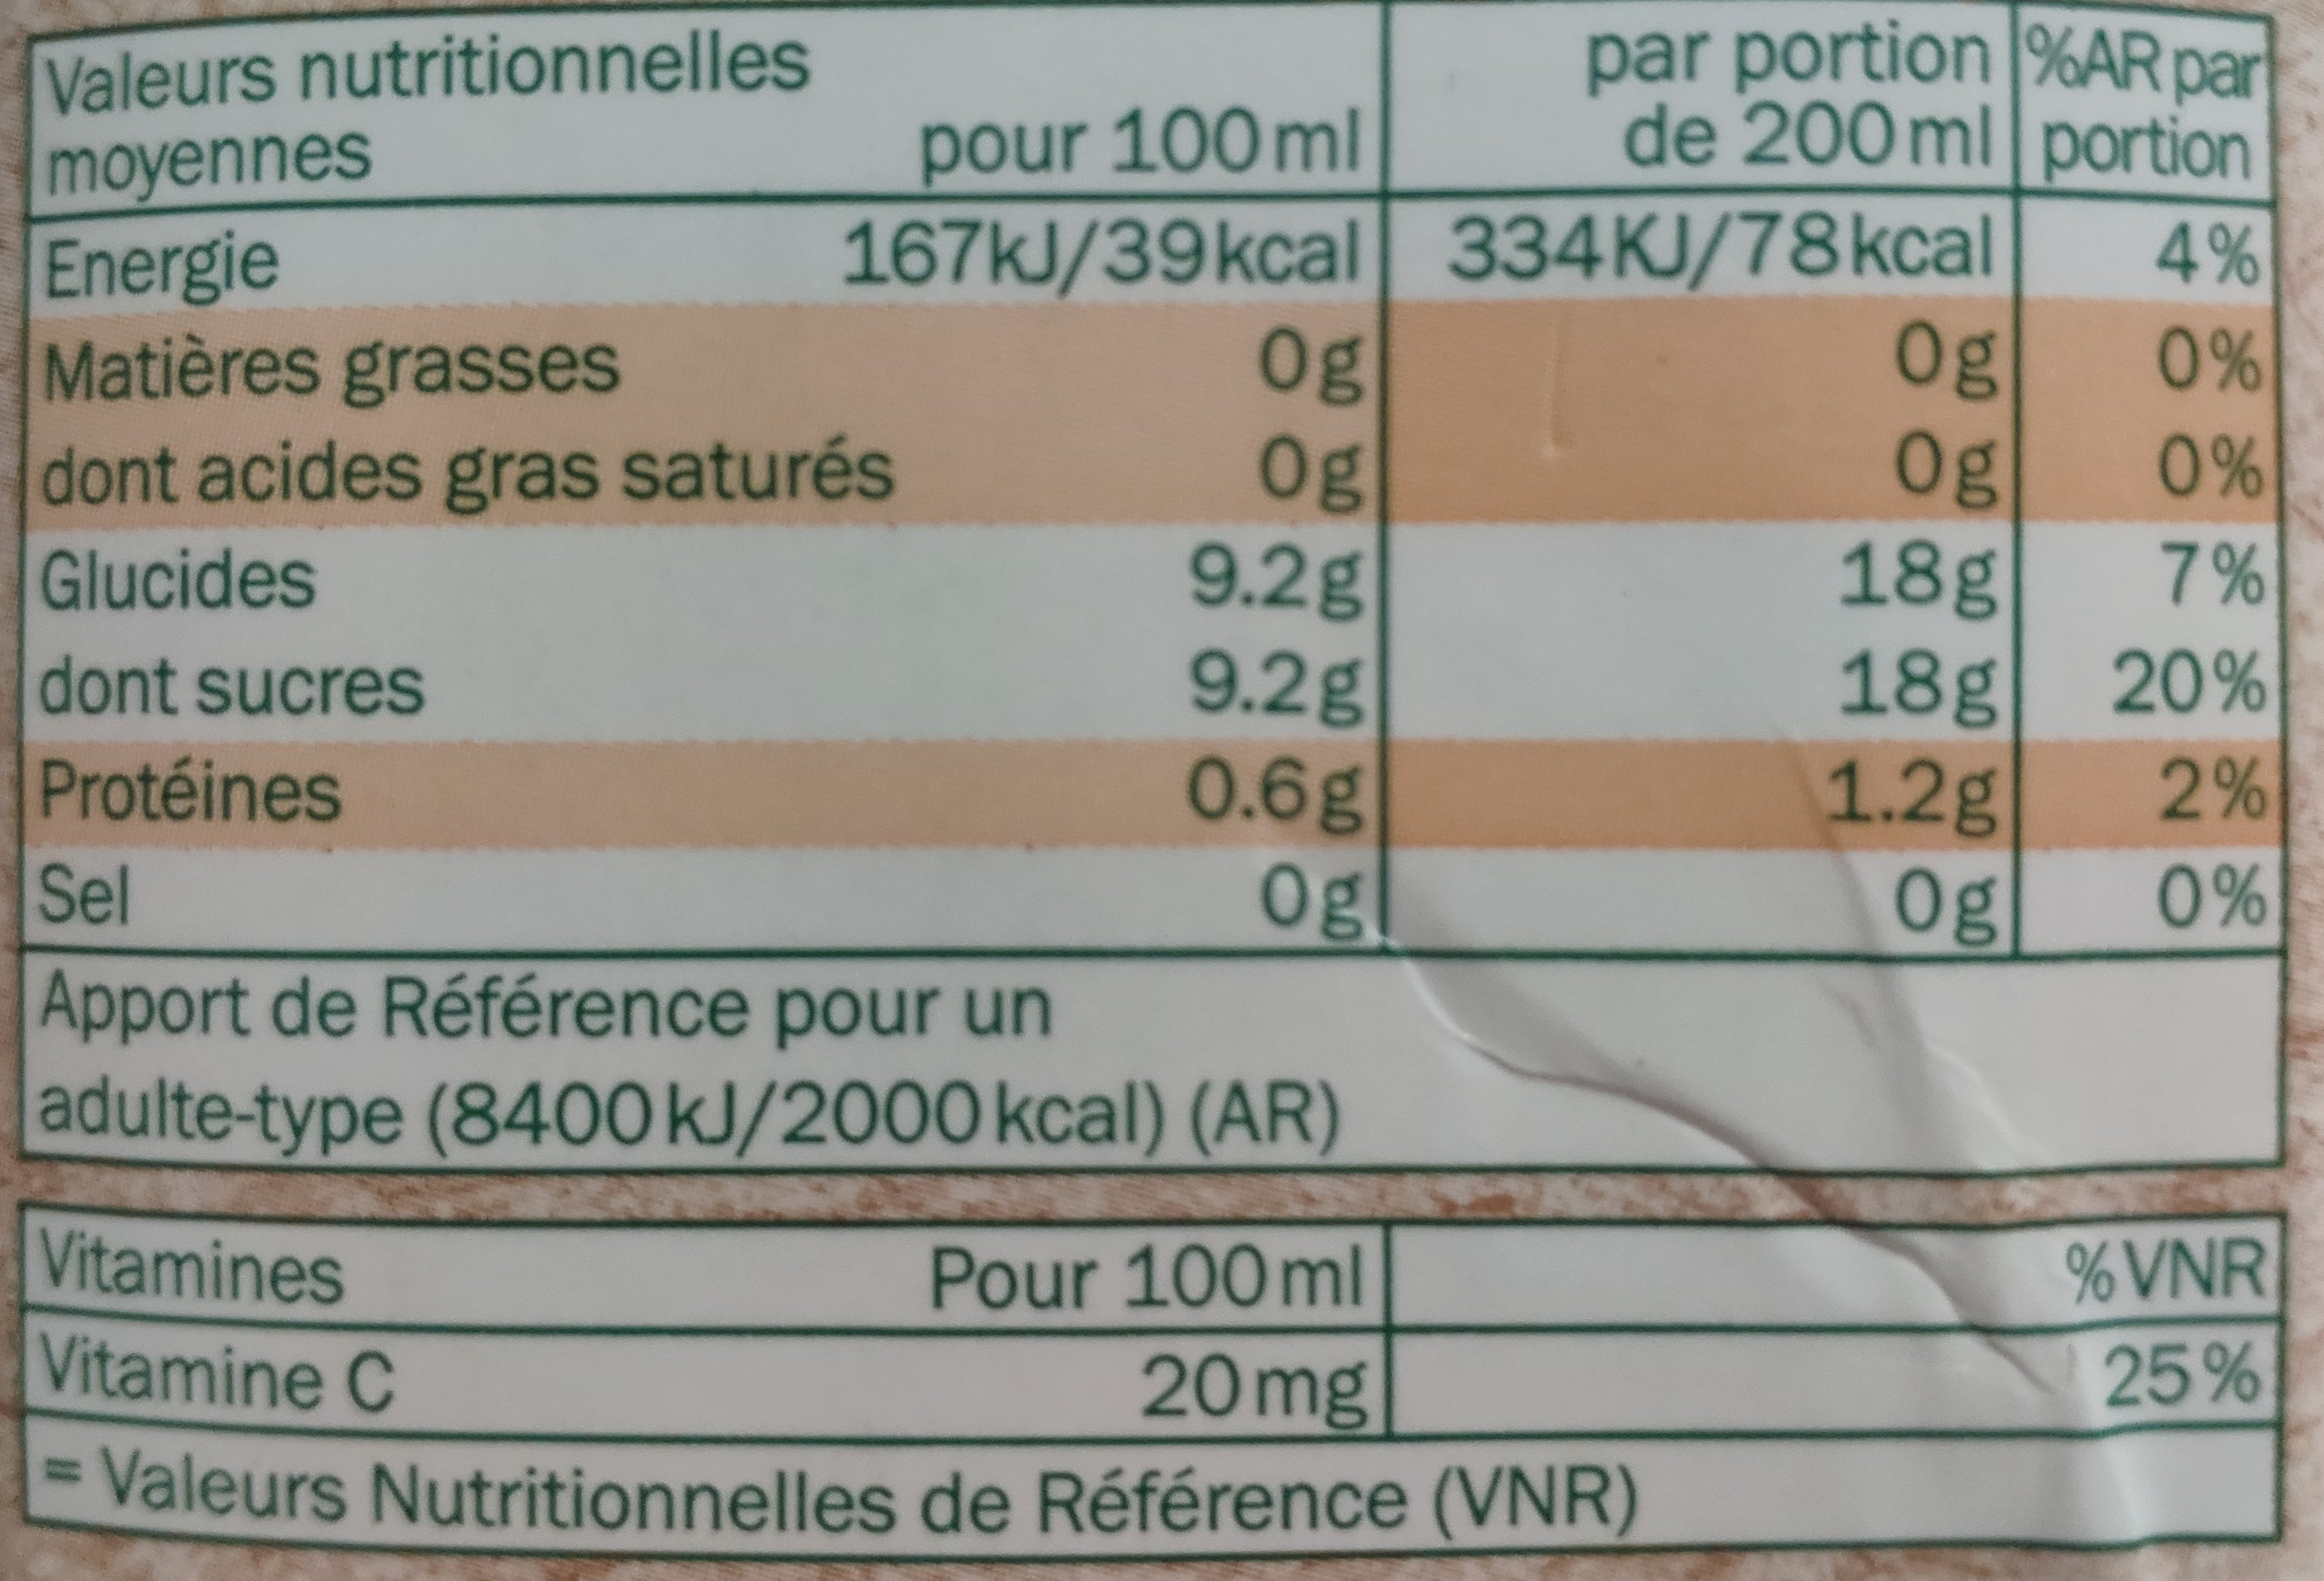 Valeurs nutritionnelles moyennes pour 100 ml par portion de 200 ml %AR par portion
Energie 167kJ/39kcal 334KJ/78kcal 4%
Matières grasses 0g 0g 0%
dont acides gras saturés 0g 0g 0%
Glucides 9.2g 18g 7%
dont sucres 9.2g 18g 20%
Protéines 0.6g 1.2g 2%
Sel 0g 0g 0%
Apport de Référence pour un
adulte-type (8400 kJ/2000 kcal) (AR)
Vitamines Pour 100 ml %VNR
Vitamine C 20 mg 25%
= Valeurs Nutritionnelles de Référence (VNR)